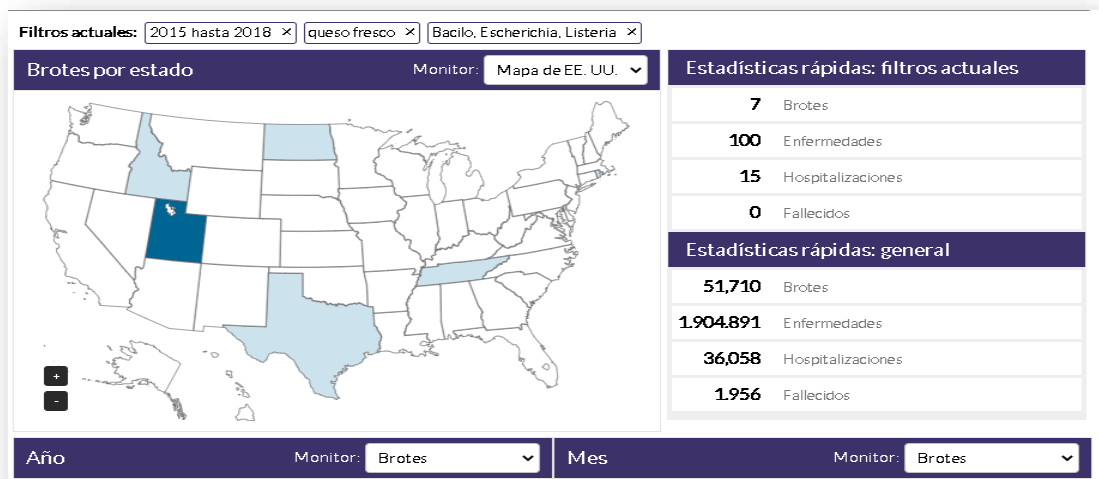 Filtros actuales: 2015 hasta 2018 × queso fresco × Bacilo, Escherichia, Listeria ×
Brotes por estado Monitor: Mapa de EE. UU.
+
-
Estadísticas rápidas: filtros actuales
7 Brotes
100 Enfermedades
15 Hospitalizaciones
0 Fallecidos
Estadísticas rápidas: general
51,710 Brotes
1.904.891 Enfermedades
36,058 Hospitalizaciones
1.956 Fallecidos
Año Monitor: Brotes
Mes Monitor: Brotes